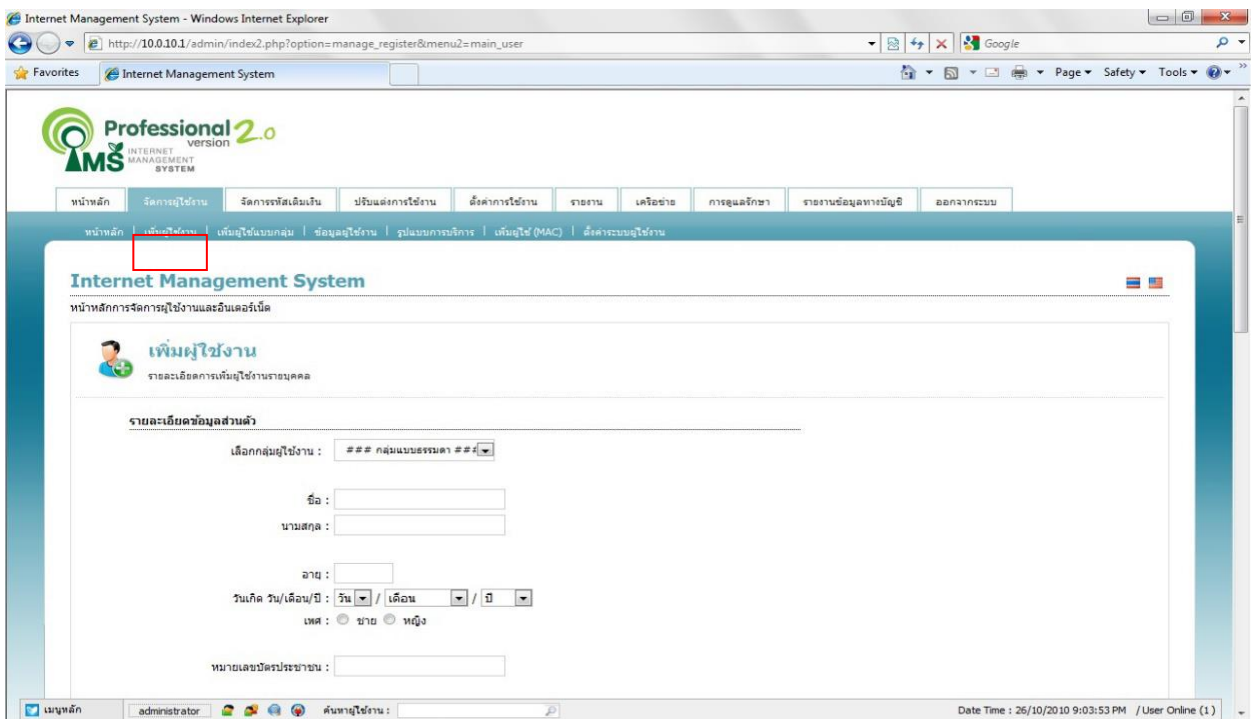 Internet Management System - Windows Internet Explorer
http://10.0.10.1/admin/index2.php?option=manage_register&menu2=main_user
Google
Favorites
Internet Management System
Page
Safety
Tools
Professional 2.0
version
IMS
INTERNET
MANAGEMENT
SYSTEM
หน้าหลัก
จัดการผู้ใช้งาน
จัดการรหัสเติมเงิน
ปรับแต่งการใช้งาน
ตั้งค่าการใช้งาน
รายงาน
เครือข่าย
การดูแลรักษา
รายงานข้อมูลทางบัญชี
ออกจากระบบ
หน้าหลัก | เพิ่มผู้ใช้งาน | เพิ่มผู้ใช้แบบกลุ่ม | ข้อมูลผู้ใช้งาน | รูปแบบการบริการ | เพิ่มผู้ใช้ (MAC) | ตั้งค่าระบบผู้ใช้งาน
Internet Management System
หน้าหลักการจัดการผู้ใช้งานและอินเตอร์เน็ต
เพิ่มผู้ใช้งาน
รายละเอียดการเพิ่มผู้ใช้งานรายบุคคล
รายละเอียดข้อมูลส่วนตัว
เลือกกลุ่มผู้ใช้งาน : ### กลุ่มแบบธรรมดา ###
ชื่อ :
นามสกุล :
อายุ :
วันเกิด วัน/เดือน/ปี : วัน / เดือน / ปี
เพศ : ชาย หญิง
หมายเลขบัตรประชาชน :
เมนูหลัก
administrator
ค้นหาผู้ใช้งาน :
Date Time : 26/10/2010 9:03:53 PM / User Online (1)